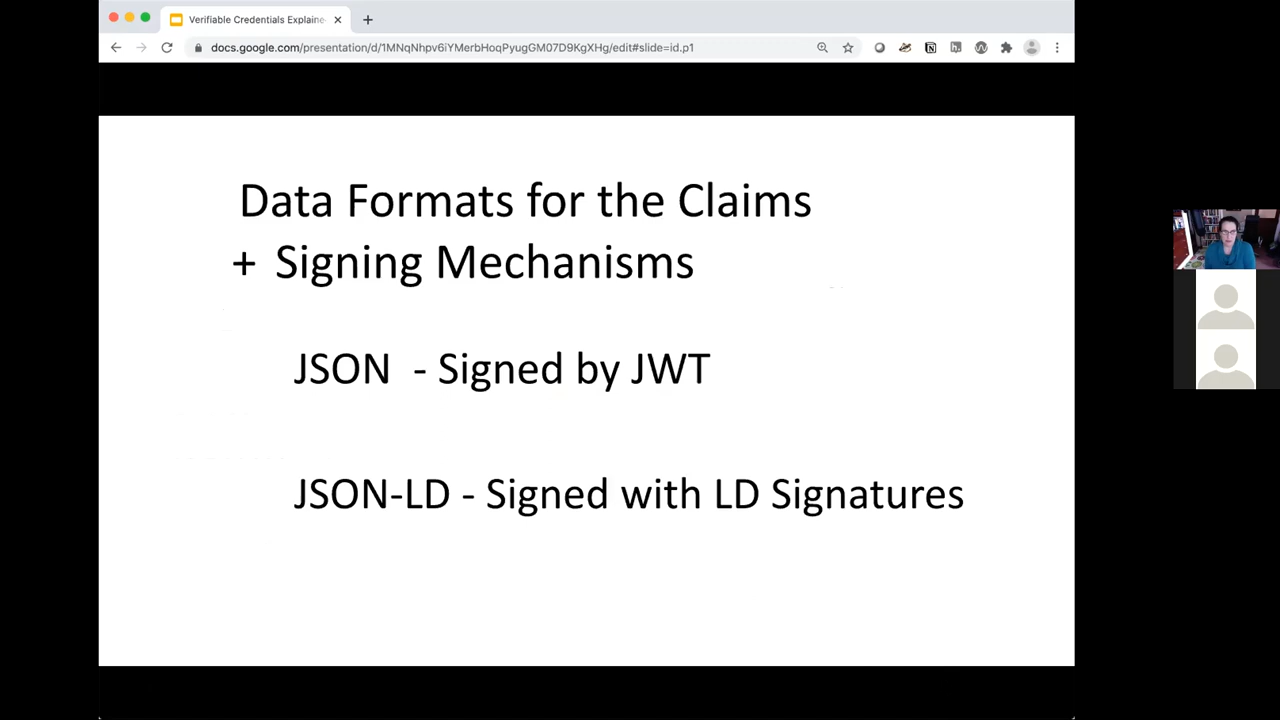 Verifiable Credentials Explaine
docs.google.com/presentation/d/1MNqNhpv6iYMerbHoqPyugGM07D9KgXHg/edit#slide=id.p1
Data Formats for the Claims
+ Signing Mechanisms
JSON - Signed by JWT
JSON-LD - Signed with LD Signatures